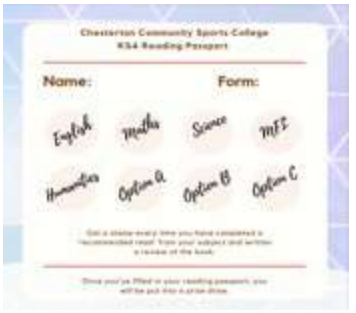 Chesterton Community Sports College
KS4 Reading Passport
Name: Form:
English Maths Science MFL
Humanities Option A Option B Option C
Get a stamp every time you have completed a
'recommended read' from your subject and written
a review of the book.
Once you've filled in your reading passport, you
will be put into a prize draw.